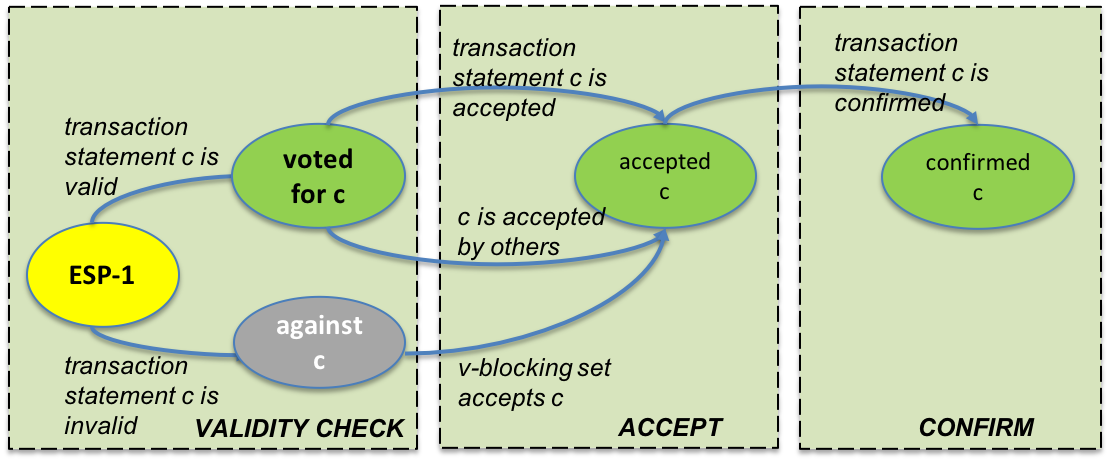 transaction
statement c is
valid
voted
for c
ESP-1
against
c
transaction
statement c is
invalid
VALIDITY CHECK
transaction
statement c is
accepted
accepted
c
c is accepted
by others
v-blocking set
accepts c
ACCEPT
transaction
statement c is
confirmed
confirmed
c
CONFIRM